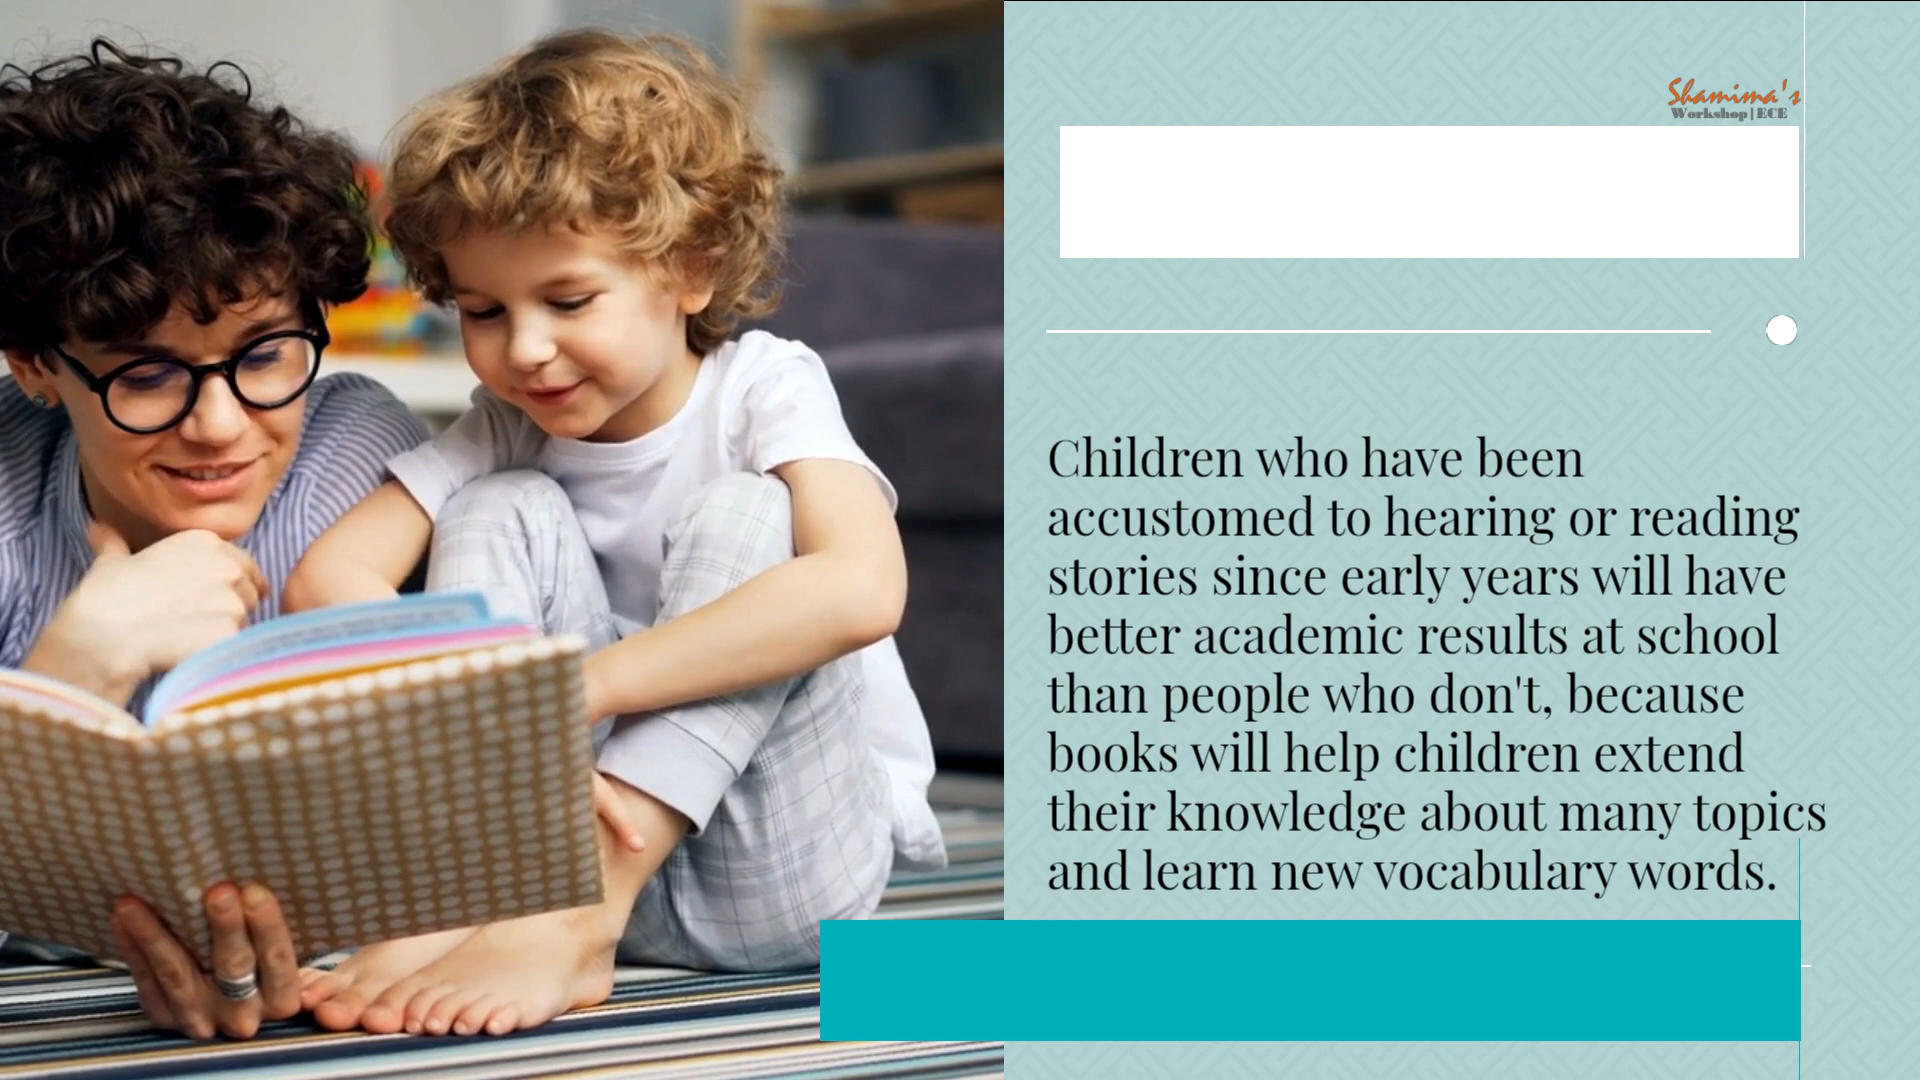 Shamima's
Workshop | ECE
Children who have been
accustomed to hearing or reading
stories since early years will have
better academic results at school
than people who don't, because
books will help children extend
their knowledge about many topics
and learn new vocabulary words.